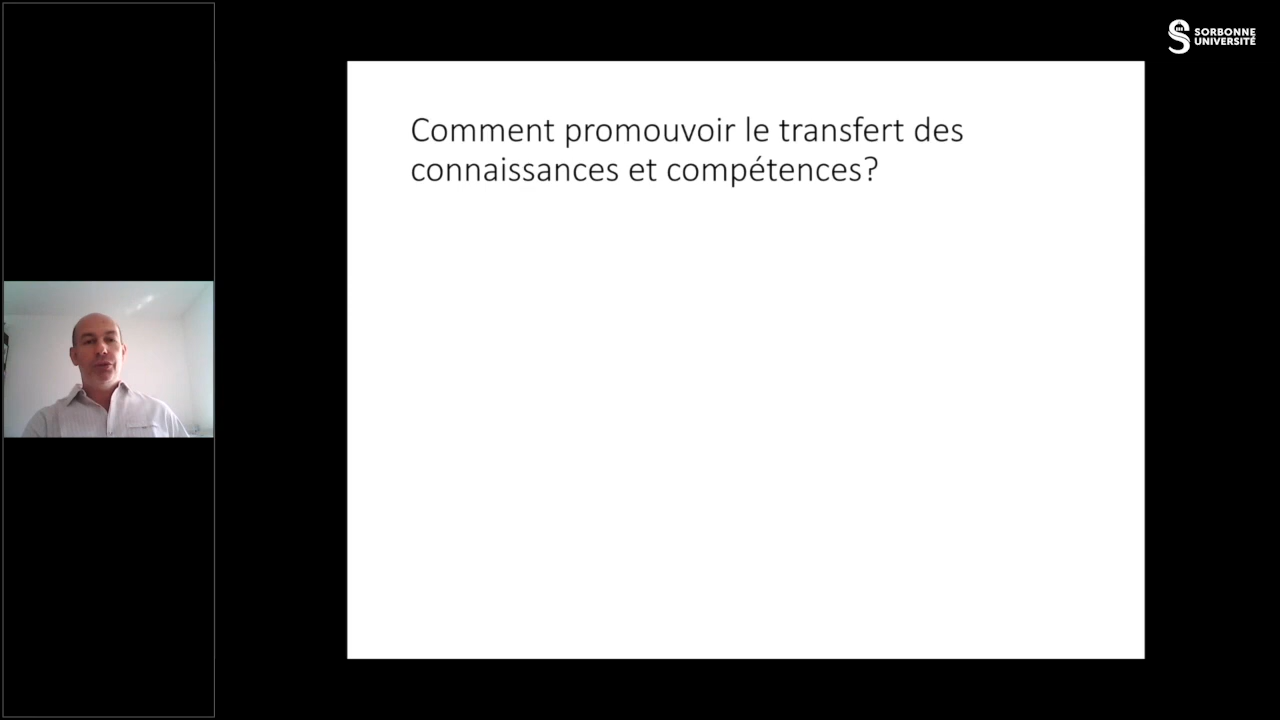 SORBONNE
UNIVERSITÉ
Comment promouvoir le transfert des
connaissances et compétences?